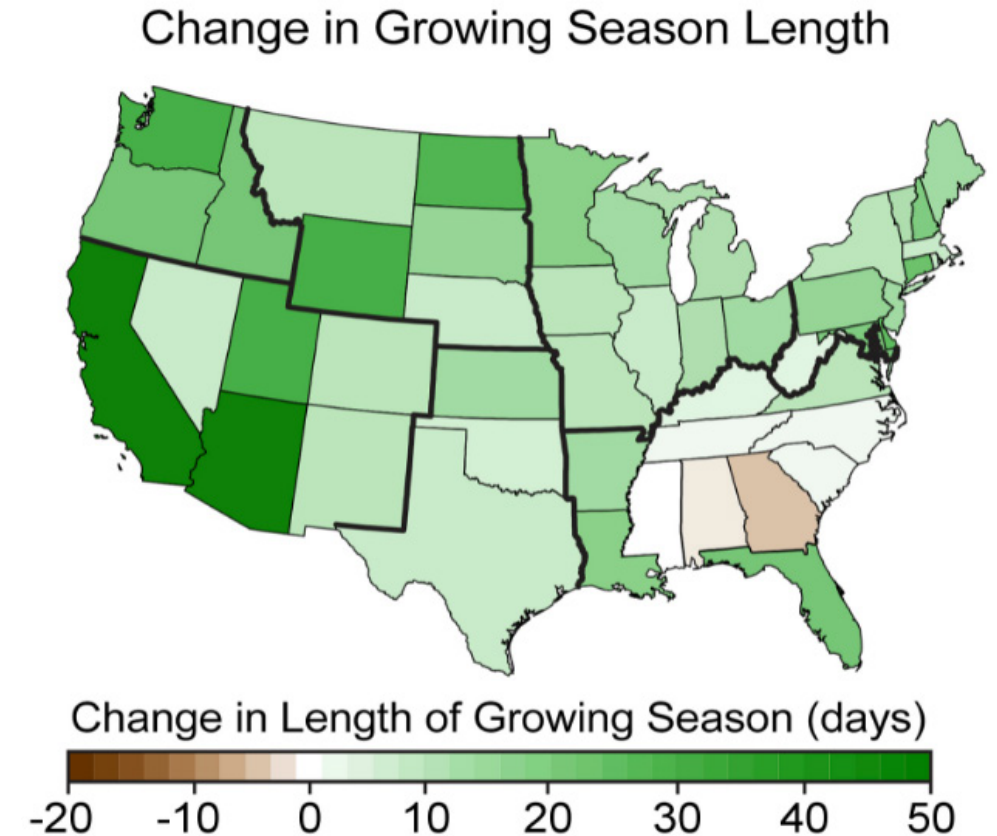 Change in Growing Season Length
Change in Length of Growing Season (days)
-20 -10 0 10 20 30 40 50